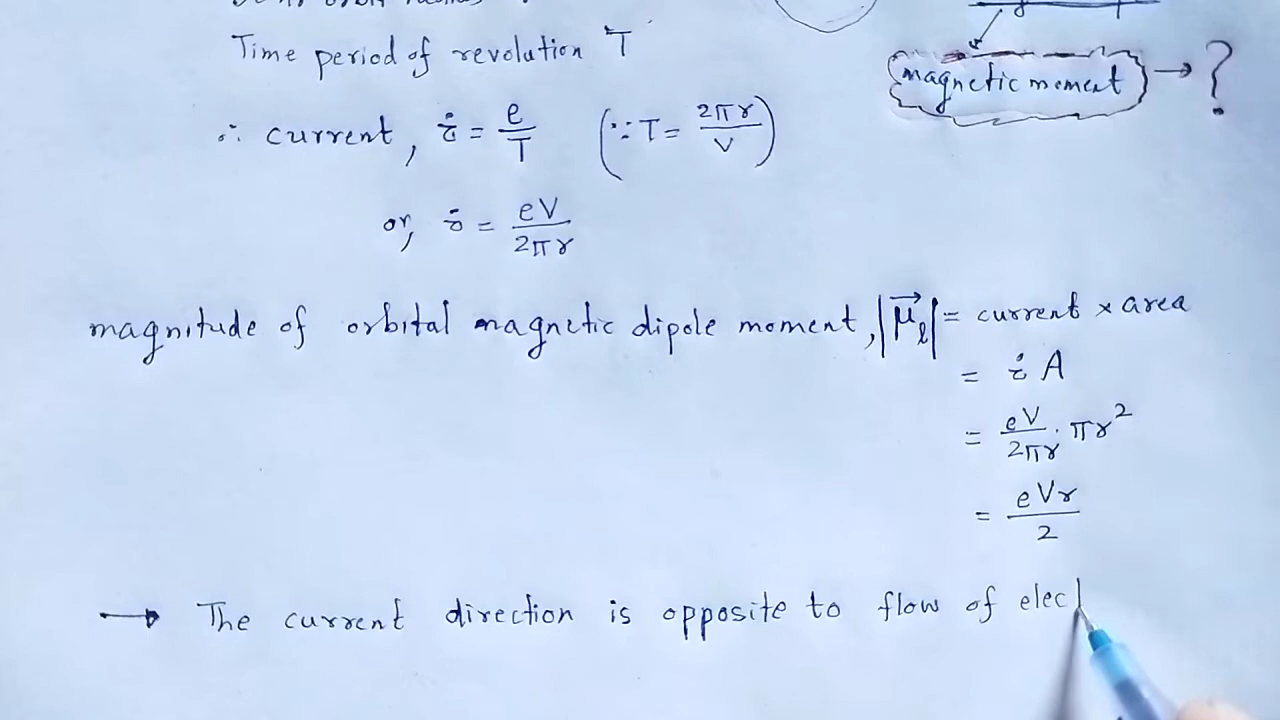 Time period of revolution T
magnetic moment → ?
∴ current, i = e/T (∵ T = 2πr/V)
or, i = eV/2πr
magnitude of orbital magnetic dipole moment, |μ⃗ₗ| = current × area
= i A
= eV/2πr . πr²
= eVr/2
→ The current direction is opposite to flow of elect